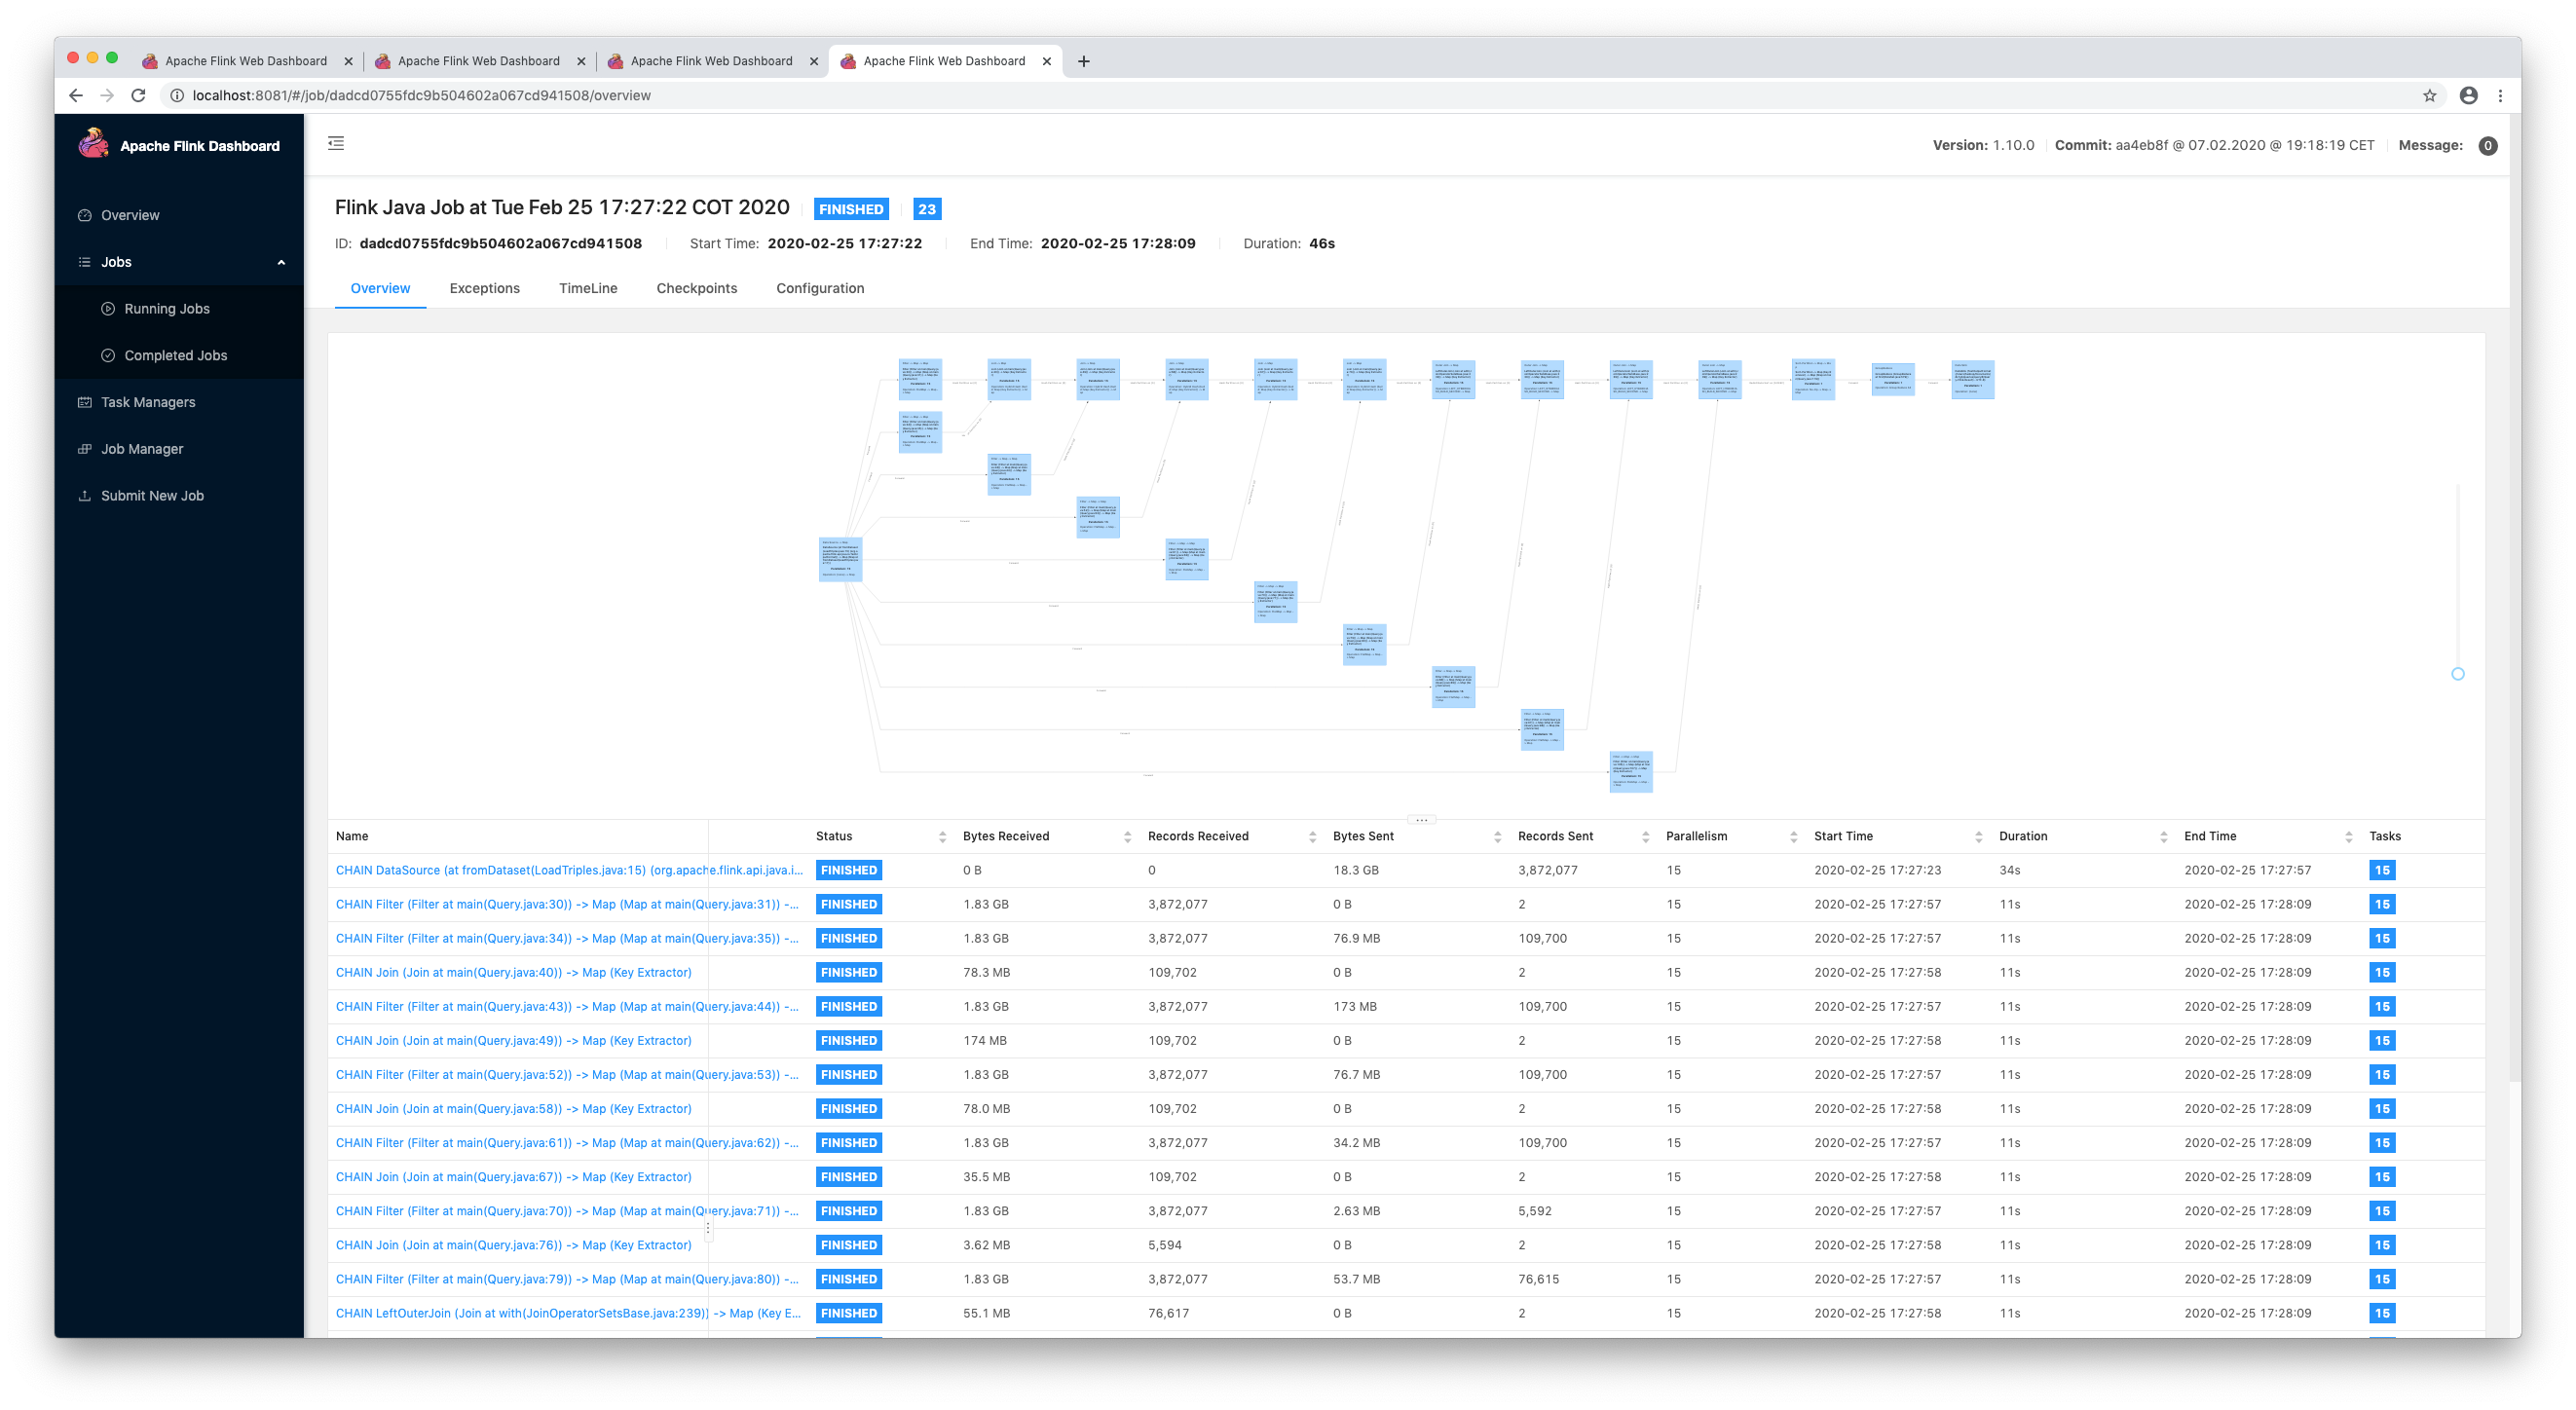 Apache Flink Web Dashboard
Apache Flink Web Dashboard
Apache Flink Web Dashboard
Apache Flink Web Dashboard
localhost:8081/#/job/dadcd0755fdc9b504602a067cd941508/overview
Apache Flink Dashboard
Version: 1.10.0 Commit: aa4eb8f @ 07.02.2020 @ 19:18:19 CET Message: 0
Overview
Jobs
Running Jobs
Completed Jobs
Task Managers
Job Manager
Submit New Job
Flink Java Job at Tue Feb 25 17:27:22 COT 2020 FINISHED 23
ID: dadcd0755fdc9b504602a067cd941508 Start Time: 2020-02-25 17:27:22 End Time: 2020-02-25 17:28:09 Duration: 46s
Overview Exceptions TimeLine Checkpoints Configuration
Name Status Bytes Received Records Received Bytes Sent Records Sent Parallelism Start Time Duration End Time Tasks
CHAIN DataSource (at fromDataset(LoadTriples.java:15) (org.apache.flink.api.java.i... FINISHED 0 B 0 18.3 GB 3,872,077 15 2020-02-25 17:27:23 34s 2020-02-25 17:27:57 15
CHAIN Filter (Filter at main(Query.java:30)) -> Map (Map at main(Query.java:31)) -... FINISHED 1.83 GB 3,872,077 0 B 2 15 2020-02-25 17:27:57 11s 2020-02-25 17:28:09 15
CHAIN Filter (Filter at main(Query.java:34)) -> Map (Map at main(Query.java:35)) -... FINISHED 1.83 GB 3,872,077 76.9 MB 109,700 15 2020-02-25 17:27:57 11s 2020-02-25 17:28:09 15
CHAIN Join (Join at main(Query.java:40)) -> Map (Key Extractor) FINISHED 78.3 MB 109,702 0 B 2 15 2020-02-25 17:27:58 11s 2020-02-25 17:28:09 15
CHAIN Filter (Filter at main(Query.java:43)) -> Map (Map at main(Query.java:44)) -... FINISHED 1.83 GB 3,872,077 173 MB 109,700 15 2020-02-25 17:27:57 11s 2020-02-25 17:28:09 15
CHAIN Join (Join at main(Query.java:49)) -> Map (Key Extractor) FINISHED 174 MB 109,702 0 B 2 15 2020-02-25 17:27:58 11s 2020-02-25 17:28:09 15
CHAIN Filter (Filter at main(Query.java:52)) -> Map (Map at main(Query.java:53)) -... FINISHED 1.83 GB 3,872,077 76.7 MB 109,700 15 2020-02-25 17:27:57 11s 2020-02-25 17:28:09 15
CHAIN Join (Join at main(Query.java:58)) -> Map (Key Extractor) FINISHED 78.0 MB 109,702 0 B 2 15 2020-02-25 17:27:58 11s 2020-02-25 17:28:09 15
CHAIN Filter (Filter at main(Query.java:61)) -> Map (Map at main(Query.java:62)) -... FINISHED 1.83 GB 3,872,077 34.2 MB 109,700 15 2020-02-25 17:27:57 11s 2020-02-25 17:28:09 15
CHAIN Join (Join at main(Query.java:67)) -> Map (Key Extractor) FINISHED 35.5 MB 109,702 0 B 2 15 2020-02-25 17:27:58 11s 2020-02-25 17:28:09 15
CHAIN Filter (Filter at main(Query.java:70)) -> Map (Map at main(Query.java:71)) -... FINISHED 1.83 GB 3,872,077 2.63 MB 5,592 15 2020-02-25 17:27:57 11s 2020-02-25 17:28:09 15
CHAIN Join (Join at main(Query.java:76)) -> Map (Key Extractor) FINISHED 3.62 MB 5,594 0 B 2 15 2020-02-25 17:27:58 11s 2020-02-25 17:28:09 15
CHAIN Filter (Filter at main(Query.java:79)) -> Map (Map at main(Query.java:80)) -... FINISHED 1.83 GB 3,872,077 53.7 MB 76,615 15 2020-02-25 17:27:57 11s 2020-02-25 17:28:09 15
CHAIN LeftOuterJoin (Join at with(JoinOperatorSetsBase.java:239)) -> Map (Key E... FINISHED 55.1 MB 76,617 0 B 2 15 2020-02-25 17:27:58 11s 2020-02-25 17:28:09 15